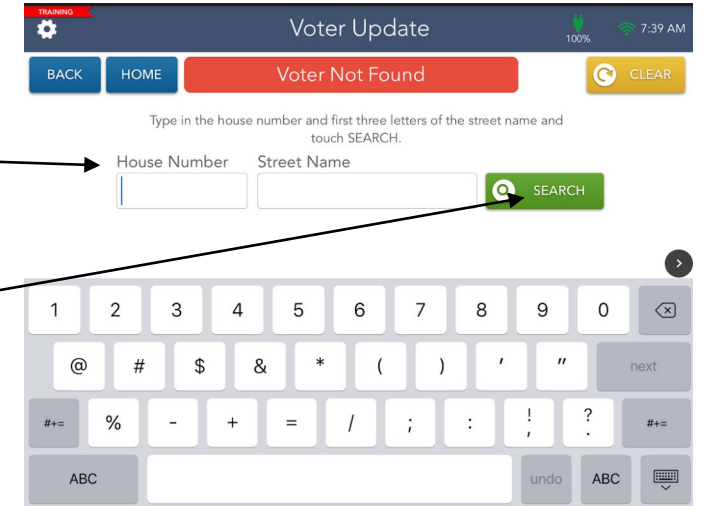 TRAINING
Voter Update
100%
7:39 AM
BACK
HOME
Voter Not Found
CLEAR
Type in the house number and first three letters of the street name and
touch SEARCH.
House Number
Street Name
SEARCH
1 2 3 4 5 6 7 8 9 0
@ # $ & * ( ) ' " next
#+= % - + = / ; : ! , ? . #+=
ABC undo ABC